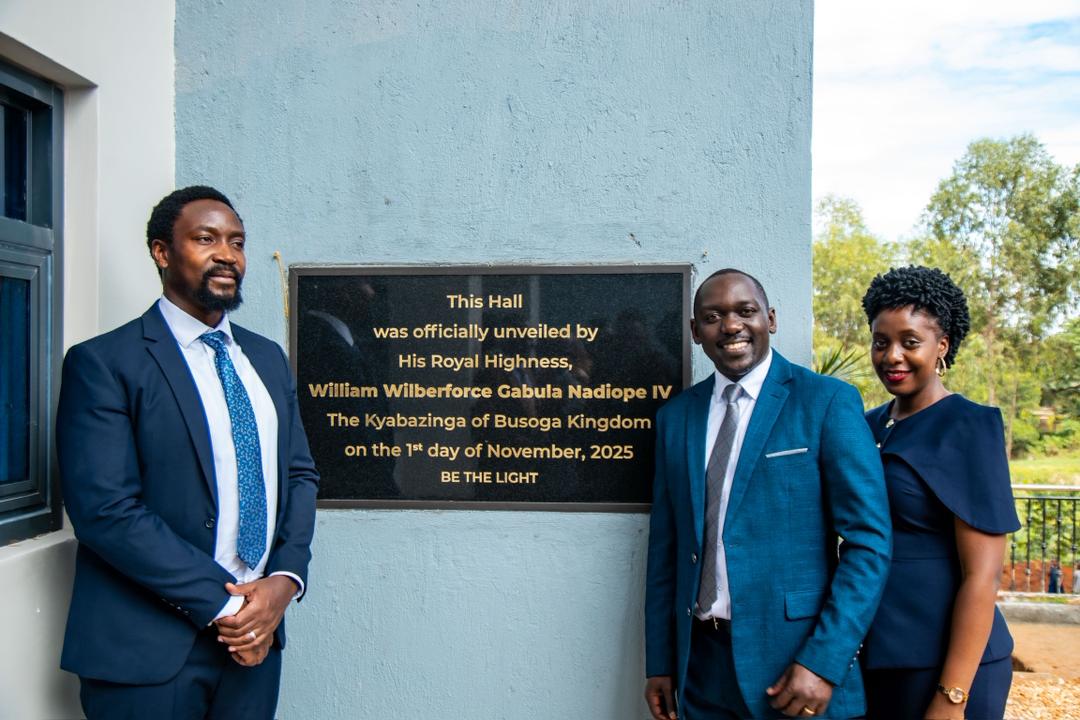 This Hall
was officially unveiled by
His Royal Highness,
William Wilberforce Gabula Nadiope IV
The Kyabazinga of Busoga Kingdom
on the 1st day of November, 2025
BE THE LIGHT